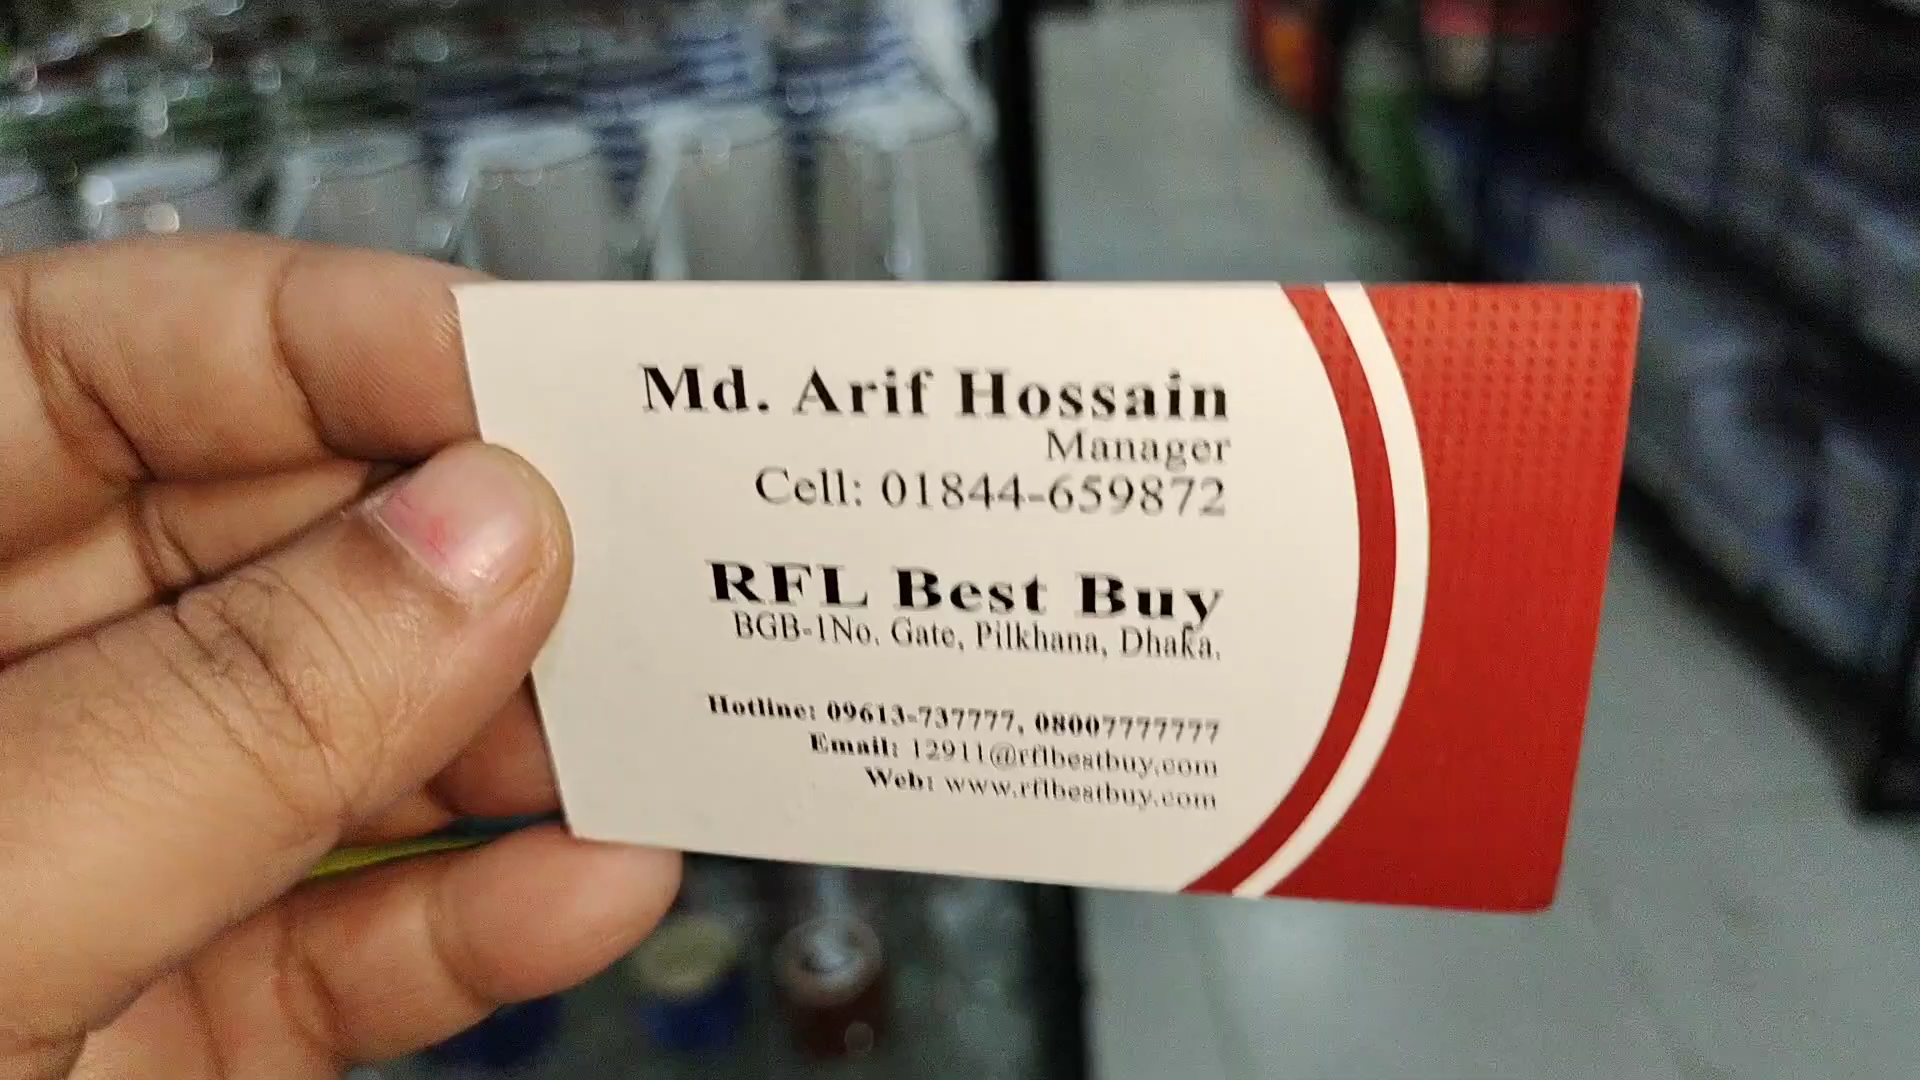 Md. Arif Hossain
Manager
Cell: 01844-659872
RFL Best Buy
BGB-1No. Gate, Pilkhana, Dhaka.
Hotline: 09613-737777, 08007777777
Email: 12911@rflbestbuy.com
Web: www.rflbestbuy.com